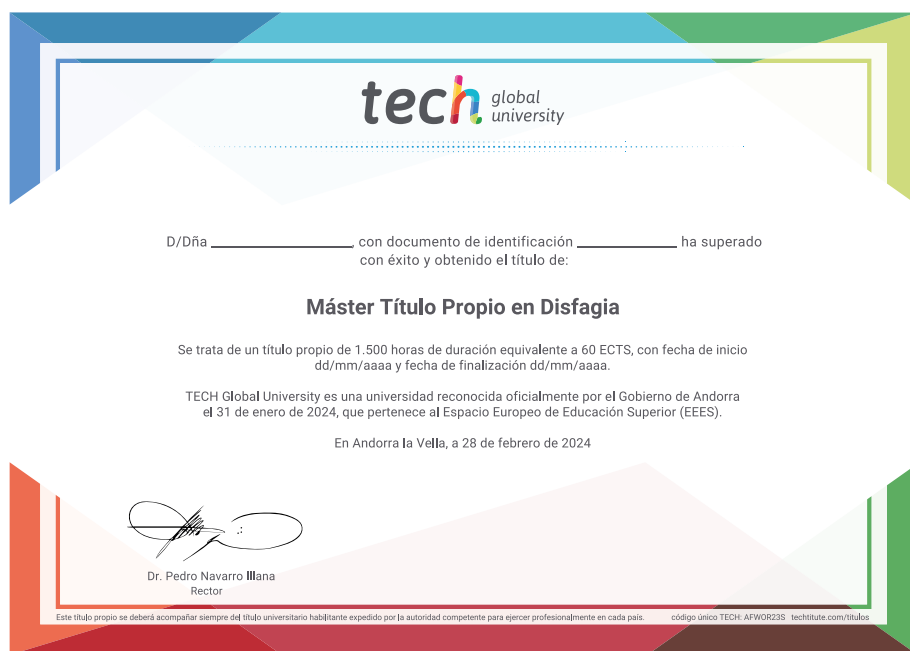 tech global university
D/Dña ____________________, con documento de identificación ______________ ha superado
con éxito y obtenido el título de:
Máster Título Propio en Disfagia
Se trata de un título propio de 1.500 horas de duración equivalente a 60 ECTS, con fecha de inicio
dd/mm/aaaa y fecha de finalización dd/mm/aaaa.
TECH Global University es una universidad reconocida oficialmente por el Gobierno de Andorra
el 31 de enero de 2024, que pertenece al Espacio Europeo de Educación Superior (EEES).
En Andorra la Vella, a 28 de febrero de 2024
Dr. Pedro Navarro Illana
Rector
Este título propio se deberá acompañar siempre del título universitario habilitante expedido por la autoridad competente para ejercer profesionalmente en cada país. código único TECH: AFWOR23S techtitute.com/titulos